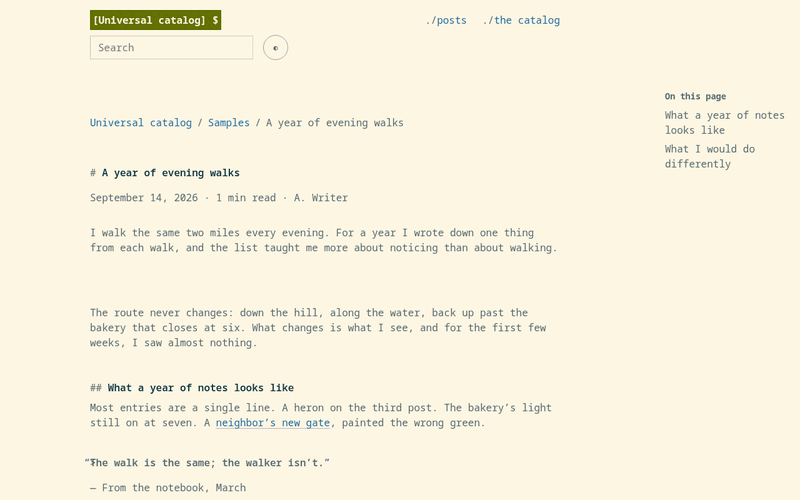 [Universal catalog] $
./posts ./the catalog
Search
On this page
What a year of notes
looks like
What I would do
differently
Universal catalog / Samples / A year of evening walks
# A year of evening walks
September 14, 2026 · 1 min read · A. Writer
I walk the same two miles every evening. For a year I wrote down one thing
from each walk, and the list taught me more about noticing than about walking.
The route never changes: down the hill, along the water, back up past the
bakery that closes at six. What changes is what I see, and for the first few
weeks, I saw almost nothing.
## What a year of notes looks like
Most entries are a single line. A heron on the third post. The bakery’s light
still on at seven. A neighbor’s new gate, painted the wrong green.
“The walk is the same; the walker isn’t.”
— From the notebook, March